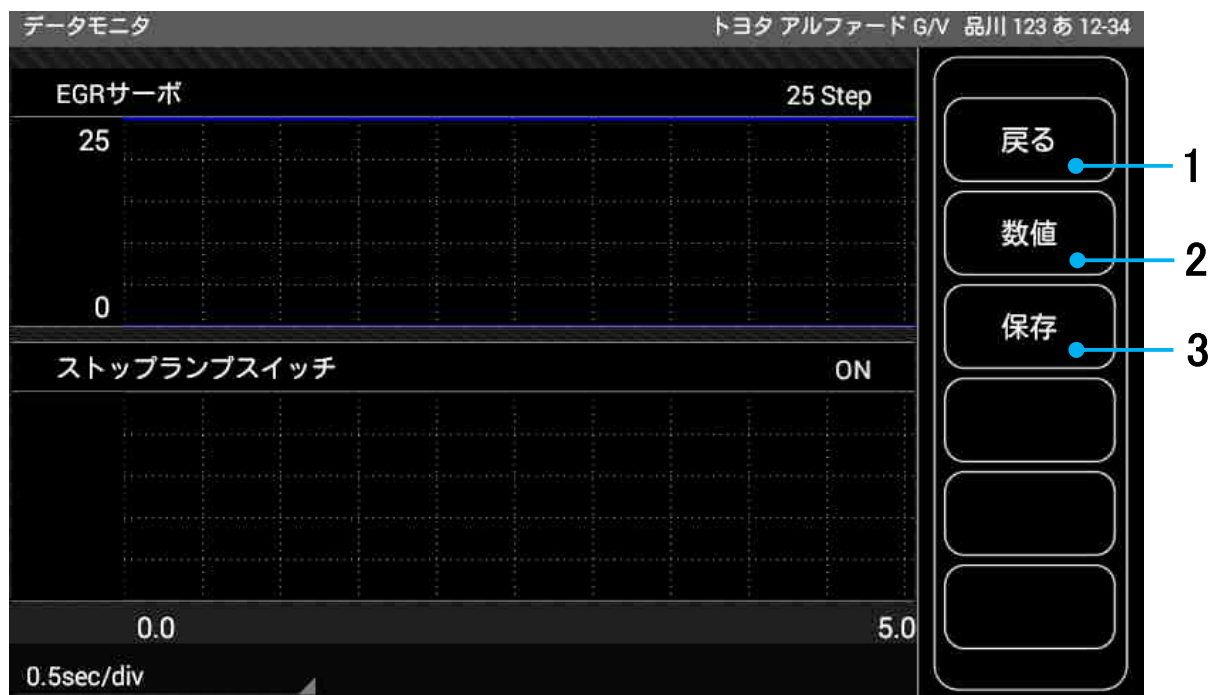 データモニタ
トヨタ アルファード G/V 品川 123 あ 12-34
EGRサーボ
25 Step
25
0
ストップランプスイッチ
ON
0.0
5.0
0.5sec/div
戻る
1
数値
2
保存
3